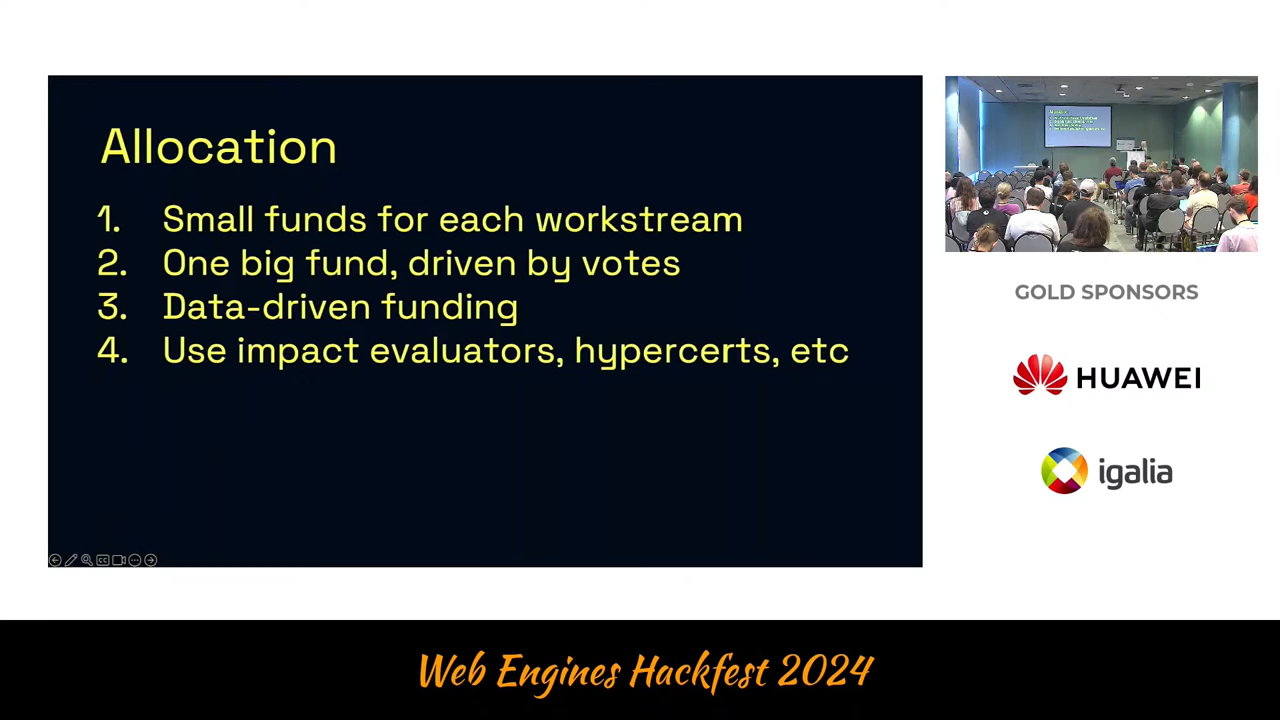 Allocation
1. Small funds for each workstream
2. One big fund, driven by votes
3. Data-driven funding
4. Use impact evaluators, hypercerts, etc
GOLD SPONSORS
HUAWEI
igalia
Web Engines Hackfest 2024